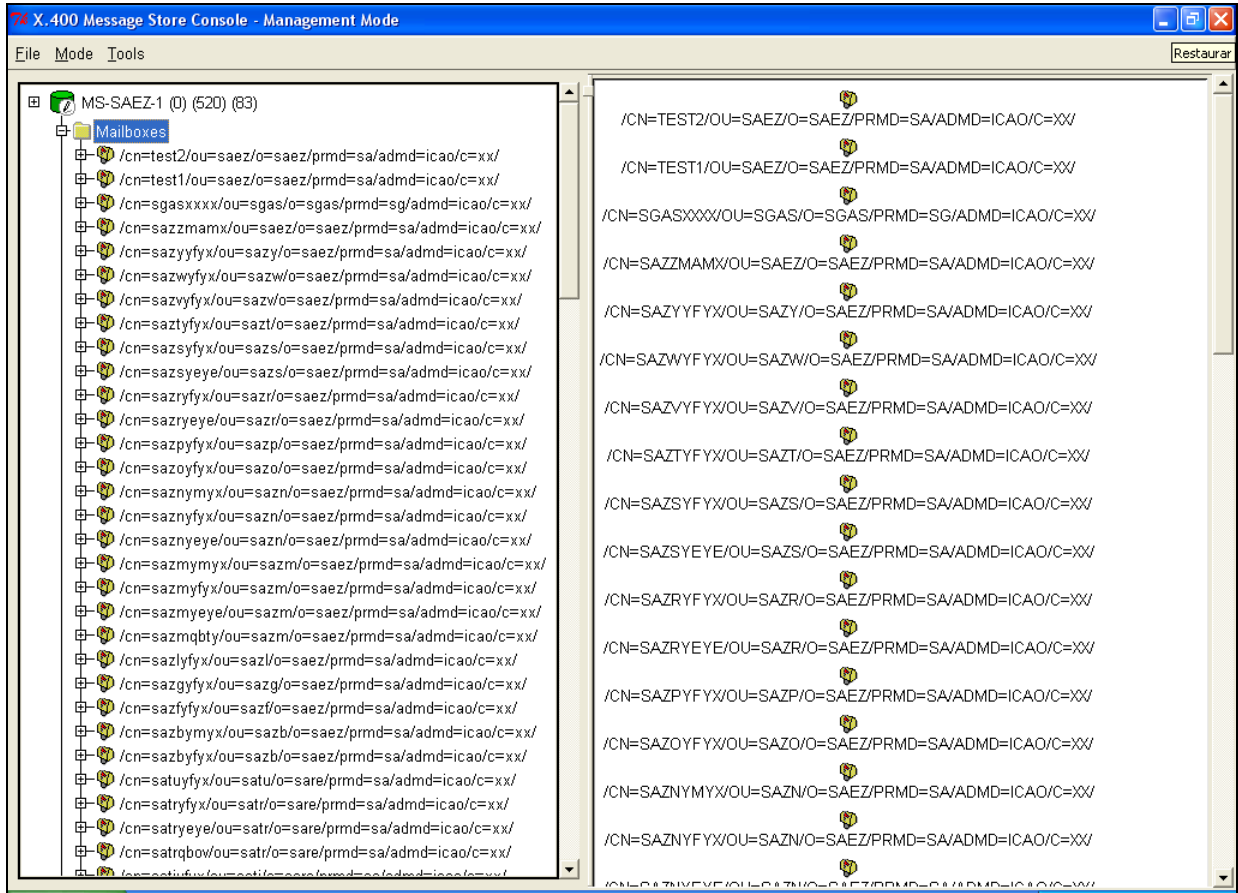 X.400 Message Store Console - Management Mode
File Mode Tools
Restaurar
MS-SAEZ-1 (0) (520) (83)
Mailboxes
/cn=test2/ou=saez/o=saez/prmd=sa/admd=icao/c=xx/
/cn=test1/ou=saez/o=saez/prmd=sa/admd=icao/c=xx/
/cn=sgasxxxx/ou=sgas/o=sgas/prmd=sg/admd=icao/c=xx/
/cn=sazzmamx/ou=saez/o=saez/prmd=sa/admd=icao/c=xx/
/cn=sazyyfyx/ou=sazy/o=saez/prmd=sa/admd=icao/c=xx/
/cn=sazwyfyx/ou=sazw/o=saez/prmd=sa/admd=icao/c=xx/
/cn=sazvyfyx/ou=sazv/o=saez/prmd=sa/admd=icao/c=xx/
/cn=saztyfyx/ou=sazt/o=saez/prmd=sa/admd=icao/c=xx/
/cn=sazsyfyx/ou=sazs/o=saez/prmd=sa/admd=icao/c=xx/
/cn=sazsyeye/ou=sazs/o=saez/prmd=sa/admd=icao/c=xx/
/cn=sazryfyx/ou=sazr/o=saez/prmd=sa/admd=icao/c=xx/
/cn=sazryeye/ou=sazr/o=saez/prmd=sa/admd=icao/c=xx/
/cn=sazpyfyx/ou=sazp/o=saez/prmd=sa/admd=icao/c=xx/
/cn=sazoyfyx/ou=sazo/o=saez/prmd=sa/admd=icao/c=xx/
/cn=saznymyx/ou=sazn/o=saez/prmd=sa/admd=icao/c=xx/
/cn=saznyfyx/ou=sazn/o=saez/prmd=sa/admd=icao/c=xx/
/cn=saznyeye/ou=sazn/o=saez/prmd=sa/admd=icao/c=xx/
/cn=sazmymyx/ou=sazm/o=saez/prmd=sa/admd=icao/c=xx/
/cn=sazmyfyx/ou=sazm/o=saez/prmd=sa/admd=icao/c=xx/
/cn=sazmyeye/ou=sazm/o=saez/prmd=sa/admd=icao/c=xx/
/cn=sazmqbty/ou=sazm/o=saez/prmd=sa/admd=icao/c=xx/
/cn=sazlyfyx/ou=sazl/o=saez/prmd=sa/admd=icao/c=xx/
/cn=sazgyfyx/ou=sazg/o=saez/prmd=sa/admd=icao/c=xx/
/cn=sazfyfyx/ou=sazf/o=saez/prmd=sa/admd=icao/c=xx/
/cn=sazbymyx/ou=sazb/o=saez/prmd=sa/admd=icao/c=xx/
/cn=sazbyfyx/ou=sazb/o=saez/prmd=sa/admd=icao/c=xx/
/cn=satuyfyx/ou=satu/o=sare/prmd=sa/admd=icao/c=xx/
/cn=satryfyx/ou=satr/o=sare/prmd=sa/admd=icao/c=xx/
/cn=satryeye/ou=satr/o=sare/prmd=sa/admd=icao/c=xx/
/cn=satrqbow/ou=satr/o=sare/prmd=sa/admd=icao/c=xx/
/CN=TEST2/OU=SAEZ/O=SAEZ/PRMD=SA/ADMD=ICAO/C=XX/
/CN=TEST1/OU=SAEZ/O=SAEZ/PRMD=SA/ADMD=ICAO/C=XX/
/CN=SGASXXXX/OU=SGAS/O=SGAS/PRMD=SG/ADMD=ICAO/C=XX/
/CN=SAZZMAMX/OU=SAEZ/O=SAEZ/PRMD=SA/ADMD=ICAO/C=XX/
/CN=SAZYYFYX/OU=SAZY/O=SAEZ/PRMD=SA/ADMD=ICAO/C=XX/
/CN=SAZWYFYX/OU=SAZW/O=SAEZ/PRMD=SA/ADMD=ICAO/C=XX/
/CN=SAZVYFYX/OU=SAZV/O=SAEZ/PRMD=SA/ADMD=ICAO/C=XX/
/CN=SAZTYFYX/OU=SAZT/O=SAEZ/PRMD=SA/ADMD=ICAO/C=XX/
/CN=SAZSYFYX/OU=SAZS/O=SAEZ/PRMD=SA/ADMD=ICAO/C=XX/
/CN=SAZSYEYE/OU=SAZS/O=SAEZ/PRMD=SA/ADMD=ICAO/C=XX/
/CN=SAZRYFYX/OU=SAZR/O=SAEZ/PRMD=SA/ADMD=ICAO/C=XX/
/CN=SAZRYEYE/OU=SAZR/O=SAEZ/PRMD=SA/ADMD=ICAO/C=XX/
/CN=SAZPYFYX/OU=SAZP/O=SAEZ/PRMD=SA/ADMD=ICAO/C=XX/
/CN=SAZOYFYX/OU=SAZO/O=SAEZ/PRMD=SA/ADMD=ICAO/C=XX/
/CN=SAZNYMYX/OU=SAZN/O=SAEZ/PRMD=SA/ADMD=ICAO/C=XX/
/CN=SAZNYFYX/OU=SAZN/O=SAEZ/PRMD=SA/ADMD=ICAO/C=XX/